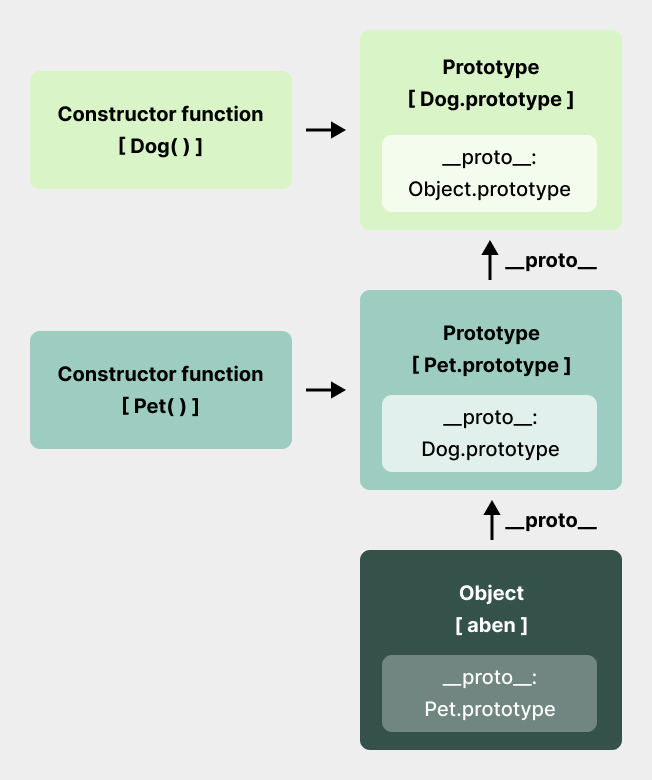 Constructor function
[ Dog( ) ]
Prototype
[ Dog.prototype ]
__proto__:
Object.prototype
__proto__
Constructor function
[ Pet( ) ]
Prototype
[ Pet.prototype ]
__proto__:
Dog.prototype
__proto__
Object
[ aben ]
__proto__:
Pet.prototype